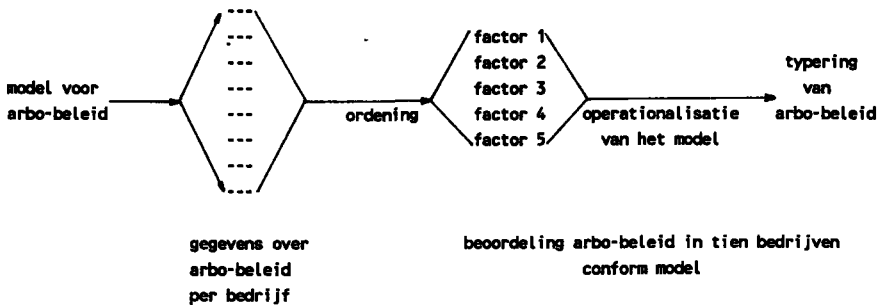 ---
---
---
---
---
---
---
---
model voor
arbo-beleid
ordening
factor 1
factor 2
factor 3
factor 4
factor 5
operationalisatie
van het model
typering
van
arbo-beleid
gegevens over
arbo-beleid
per bedrijf
beoordeling arbo-beleid in tien bedrijven
conform model